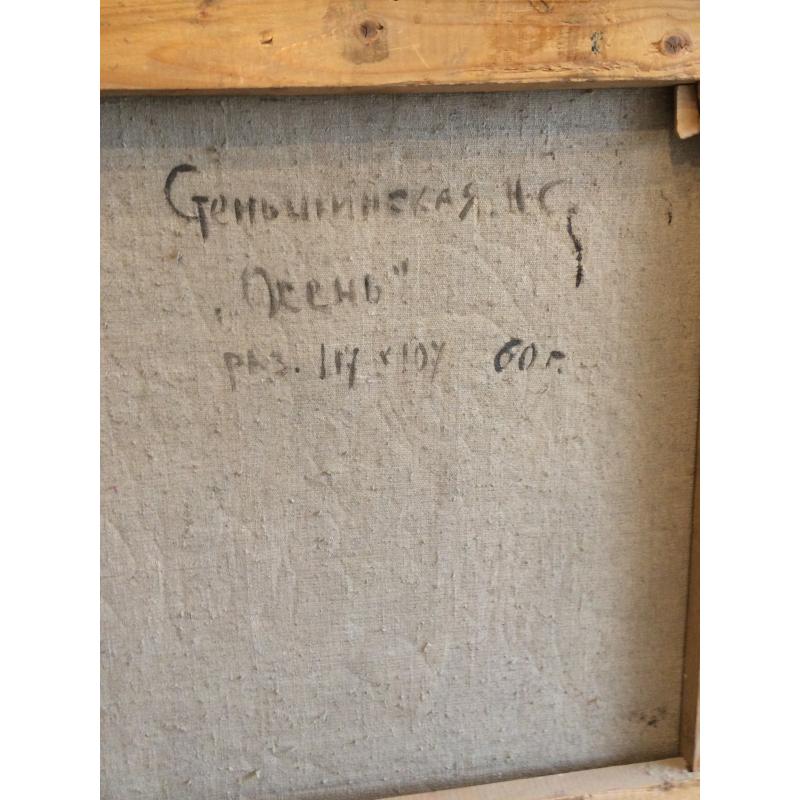 Стеньшинская. Н.С.
„Осень"
раз. 117 х 107 60 г.